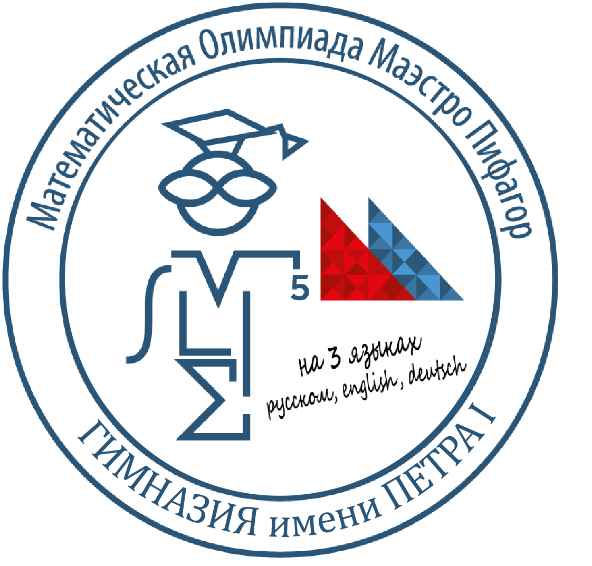 Математическая Олимпиада Маэстро Пифагор
5
на 3 языках
русском, english, deutsch
ГИМНАЗИЯ имени ПЕТРА I